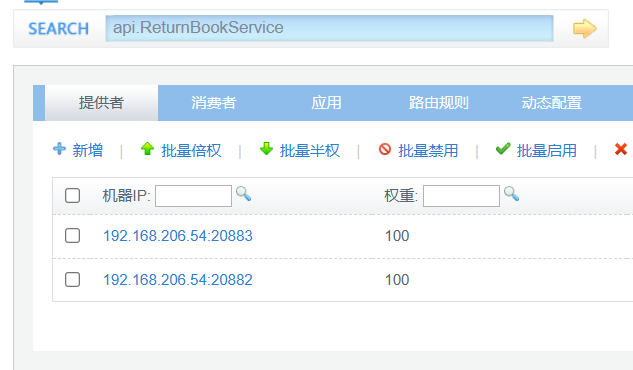 SEARCH api.ReturnBookService
提供者 消费者 应用 路由规则 动态配置
新增 | 批量倍权 | 批量半权 | 批量禁用 | 批量启用 |
机器IP: 权重:
192.168.206.54:20883 100
192.168.206.54:20882 100